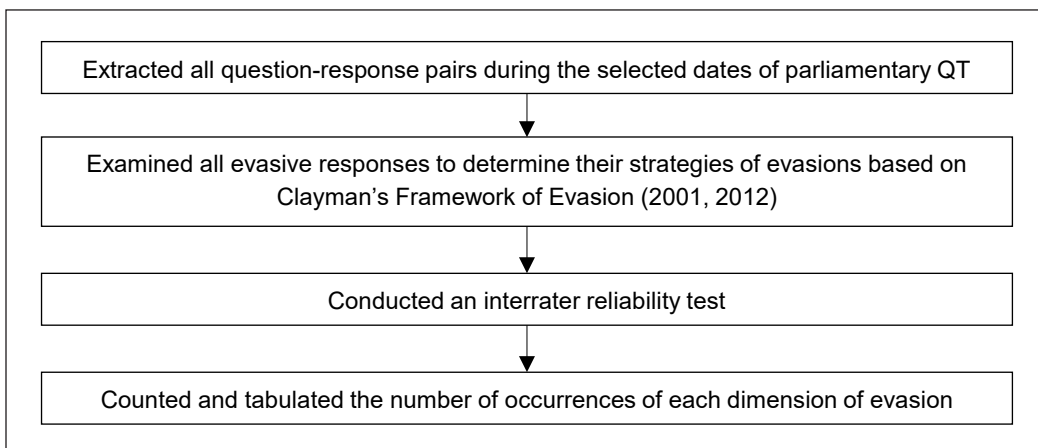 Extracted all question-response pairs during the selected dates of parliamentary QT
Examined all evasive responses to determine their strategies of evasions based on
Clayman’s Framework of Evasion (2001, 2012)
Conducted an interrater reliability test
Counted and tabulated the number of occurrences of each dimension of evasion